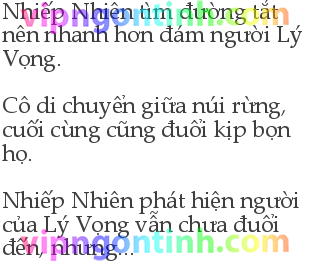 Nhiếp Nhiên tìm đường tắt
nên nhanh hơn đám người Lý
Vọng.
Cô di chuyển giữa núi rừng,
cuối cùng cũng đuổi kịp bọn
họ.
Nhiếp Nhiên phát hiện người
của Lý Vọng vẫn chưa đuổi
đến, nhưng...
vipngontinh.com
vipngontinh.com